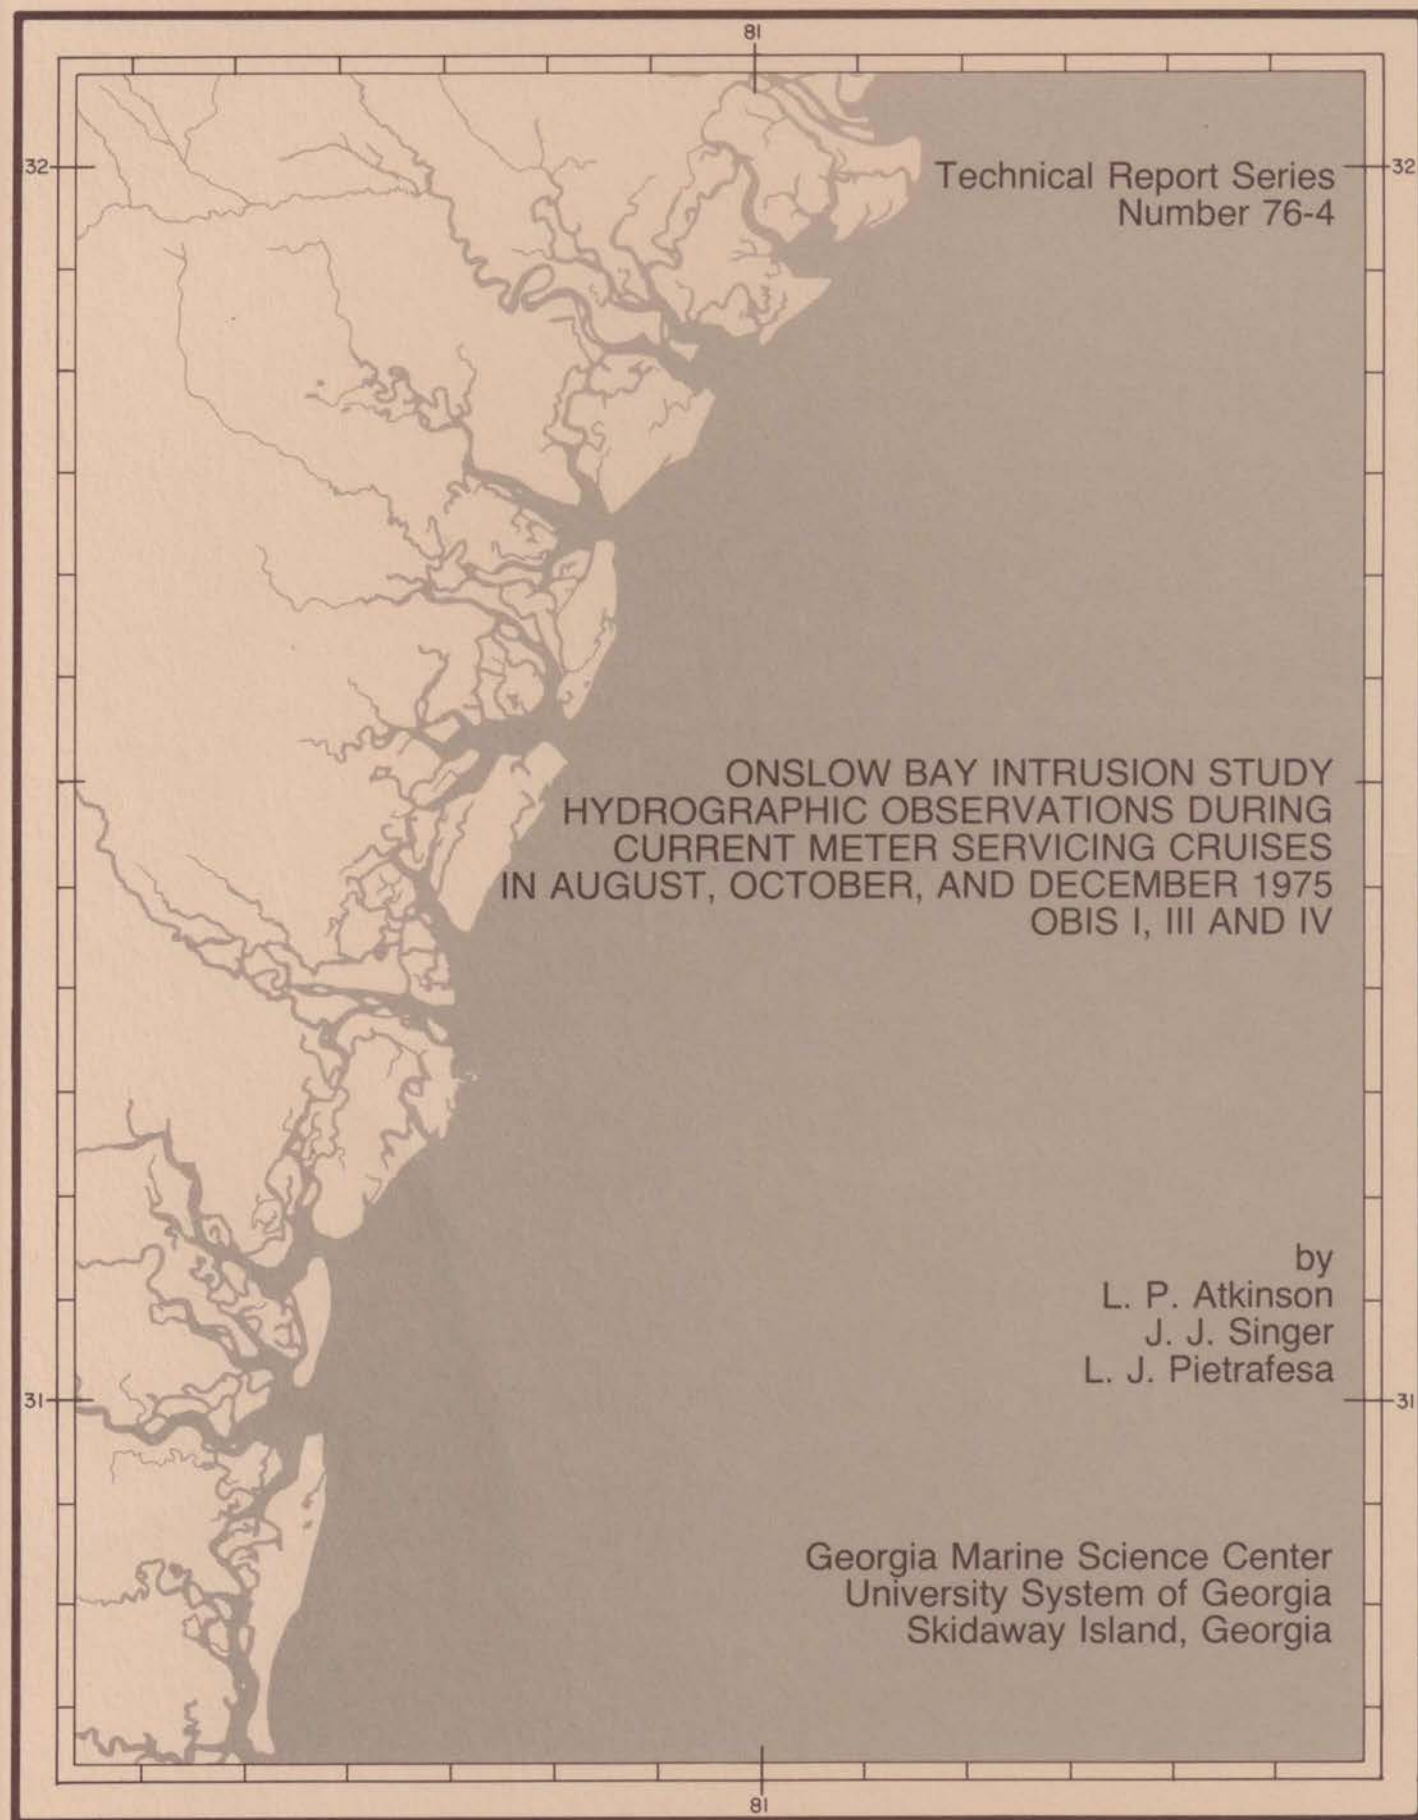 81
32
32
Technical Report Series
Number 76-4
ONSLOW BAY INTRUSION STUDY
HYDROGRAPHIC OBSERVATIONS DURING
CURRENT METER SERVICING CRUISES
IN AUGUST, OCTOBER, AND DECEMBER 1975
OBIS I, III AND IV
by
L. P. Atkinson
J. J. Singer
L. J. Pietrafesa
31
31
Georgia Marine Science Center
University System of Georgia
Skidaway Island, Georgia
81